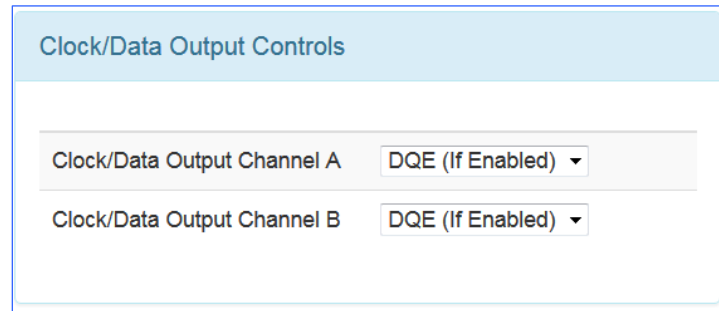 Clock/Data Output Controls
Clock/Data Output Channel A DQE (If Enabled)
Clock/Data Output Channel B DQE (If Enabled)